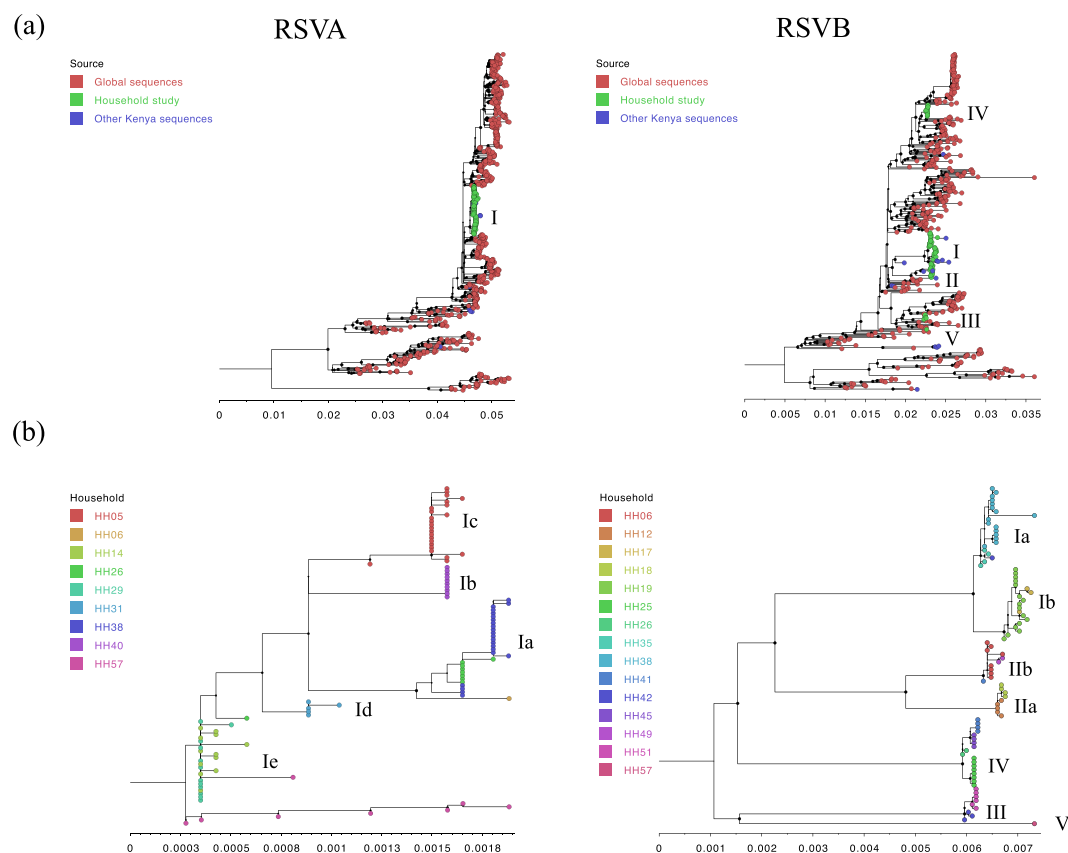 (a)
RSVA
RSVB
Source
Global sequences
Household study
Other Kenya sequences
I
0
0.01
0.02
0.03
0.04
0.05
Source
Global sequences
Household study
Other Kenya sequences
IV
I
II
III
V
0
0.005
0.01
0.015
0.02
0.025
0.03
0.035
(b)
Household
HH05
HH06
HH14
HH26
HH29
HH31
HH38
HH40
HH57
Ic
Ib
Ia
Id
Ie
0
0.0003
0.0005
0.0008
0.001
0.0013
0.0015
0.0018
Household
HH06
HH12
HH17
HH18
HH19
HH25
HH26
HH35
HH38
HH41
HH42
HH45
HH49
HH51
HH57
Ia
Ib
IIb
IIa
IV
III
V
0
0.001
0.002
0.003
0.004
0.005
0.006
0.007